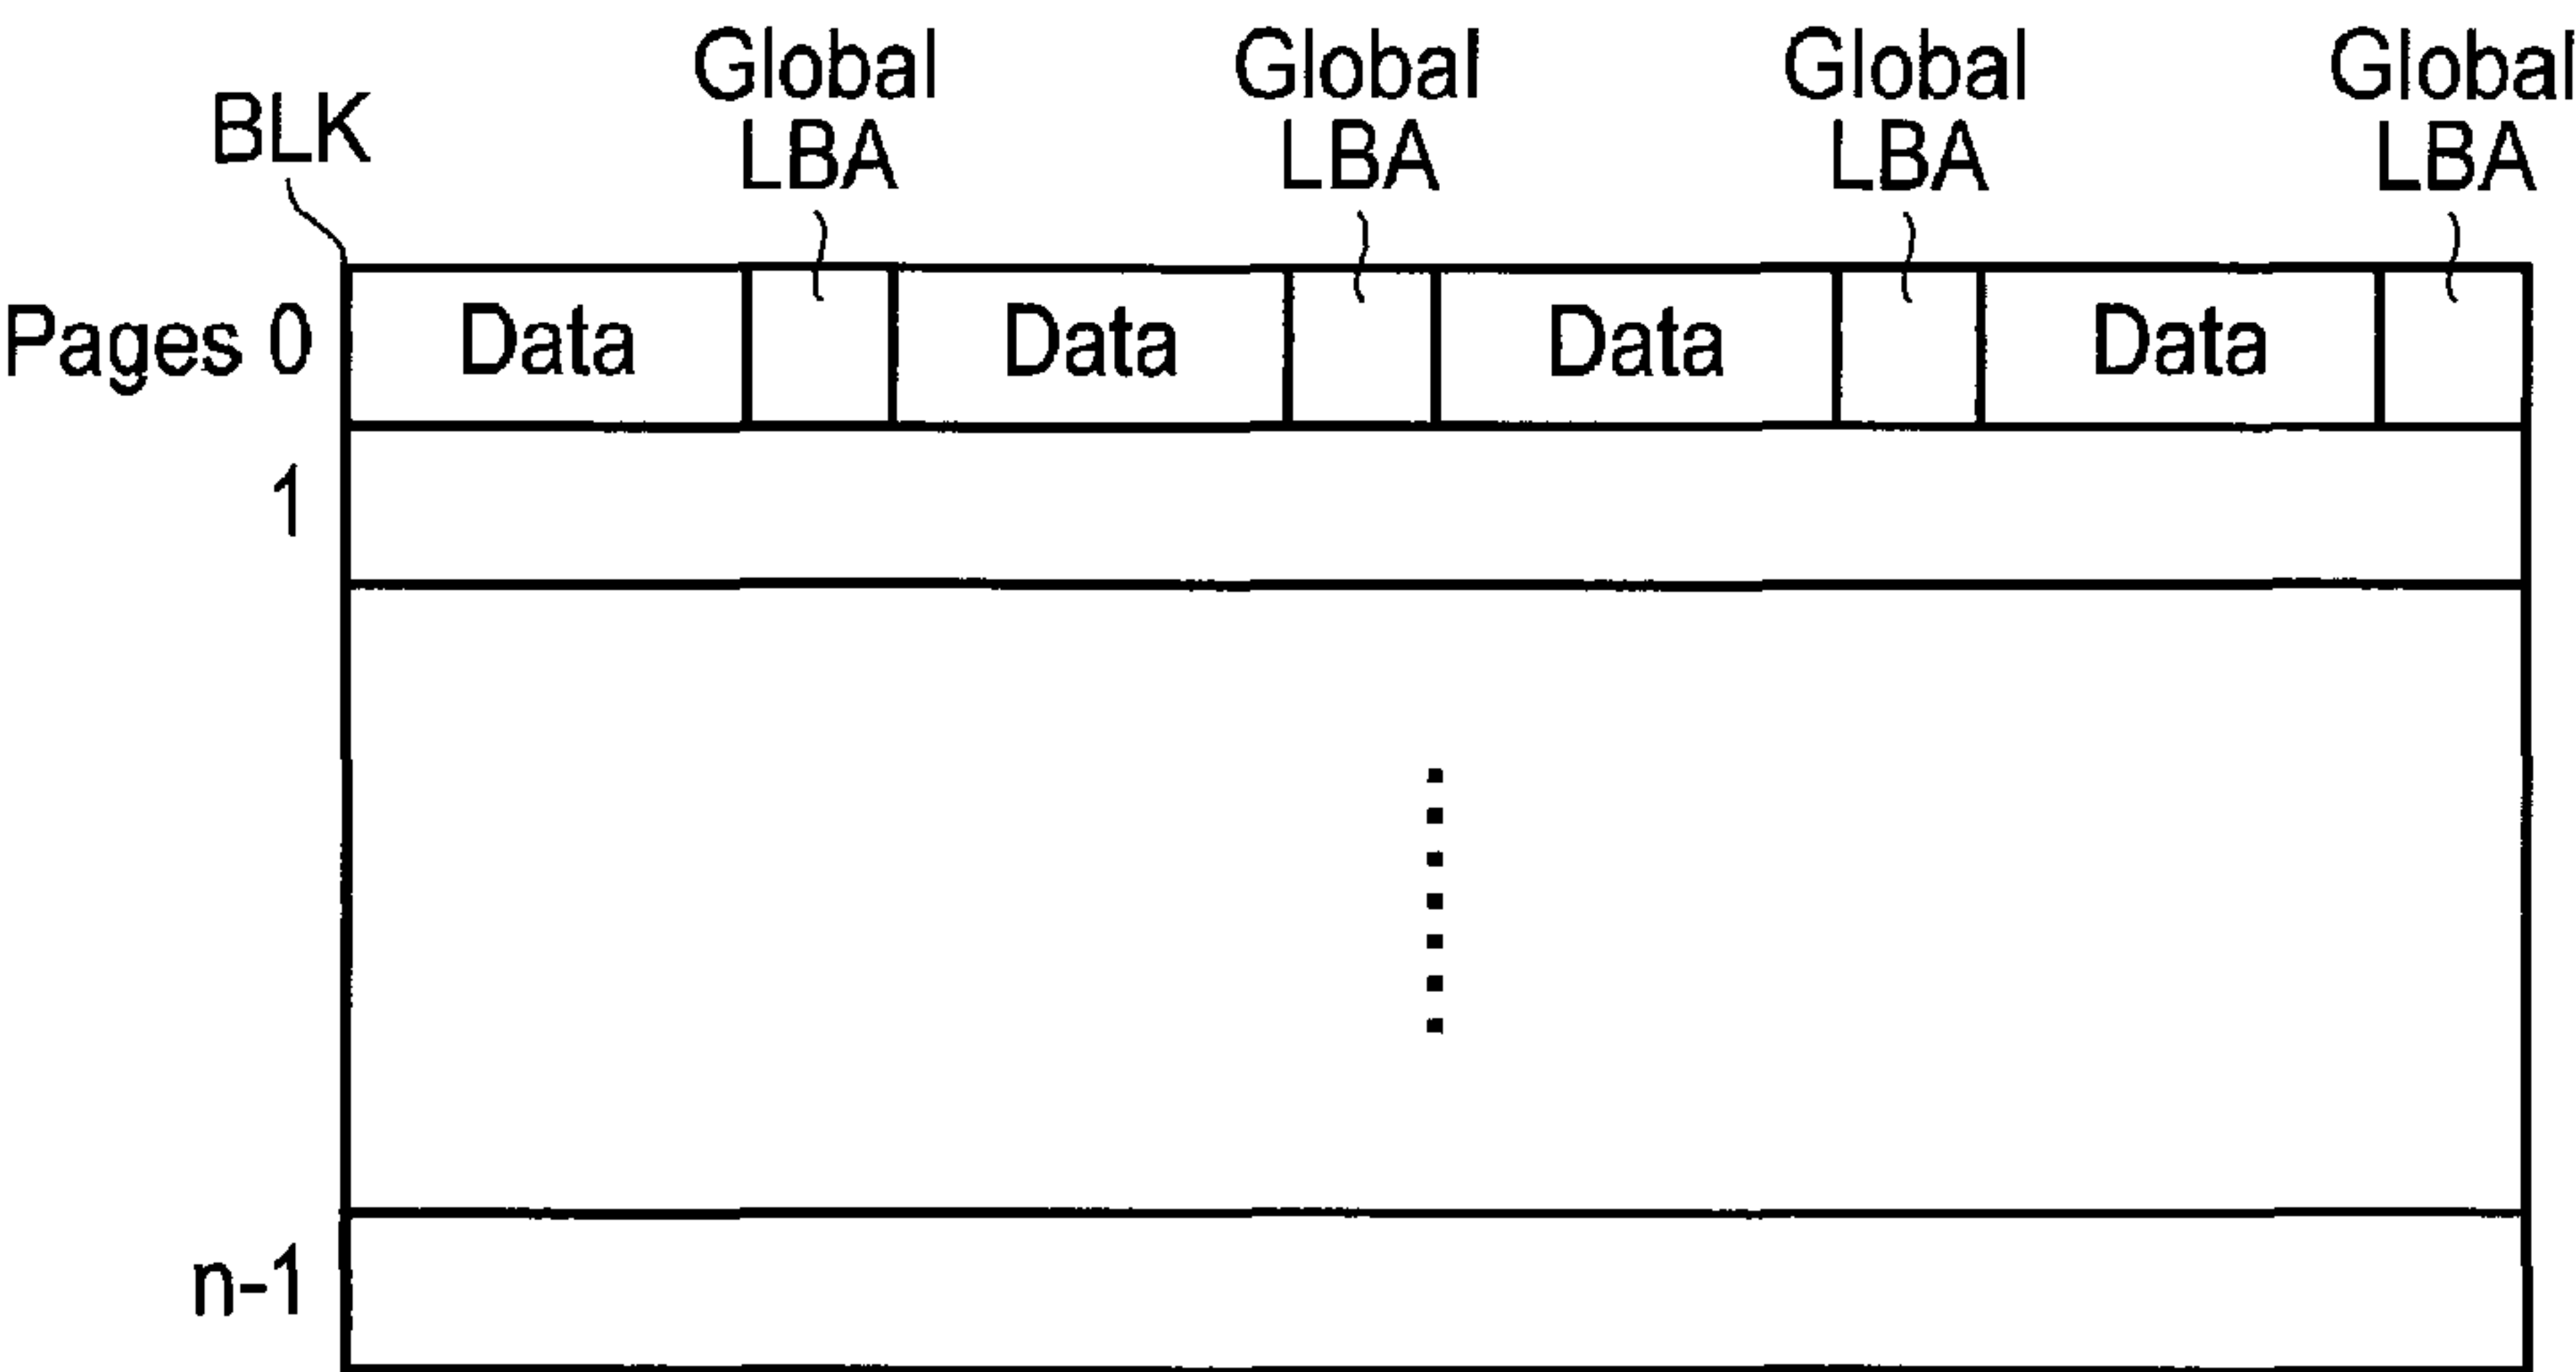 Global Global Global Global
BLK LBA LBA LBA LBA
Pages 0 Data Data Data Data
1
n-1